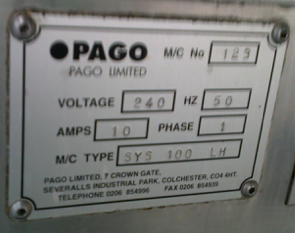 PAGO M/C No 123
PAGO LIMITED
VOLTAGE 240 HZ 50
AMPS 10 PHASE 1
M/C TYPE SYS 100 LH
PAGO LIMITED, 7 CROWN GATE,
SEVERALLS INDUSTRIAL PARK, COLCHESTER, CO4 4HT.
TELEPHONE 0206 854996 FAX 0206 854939